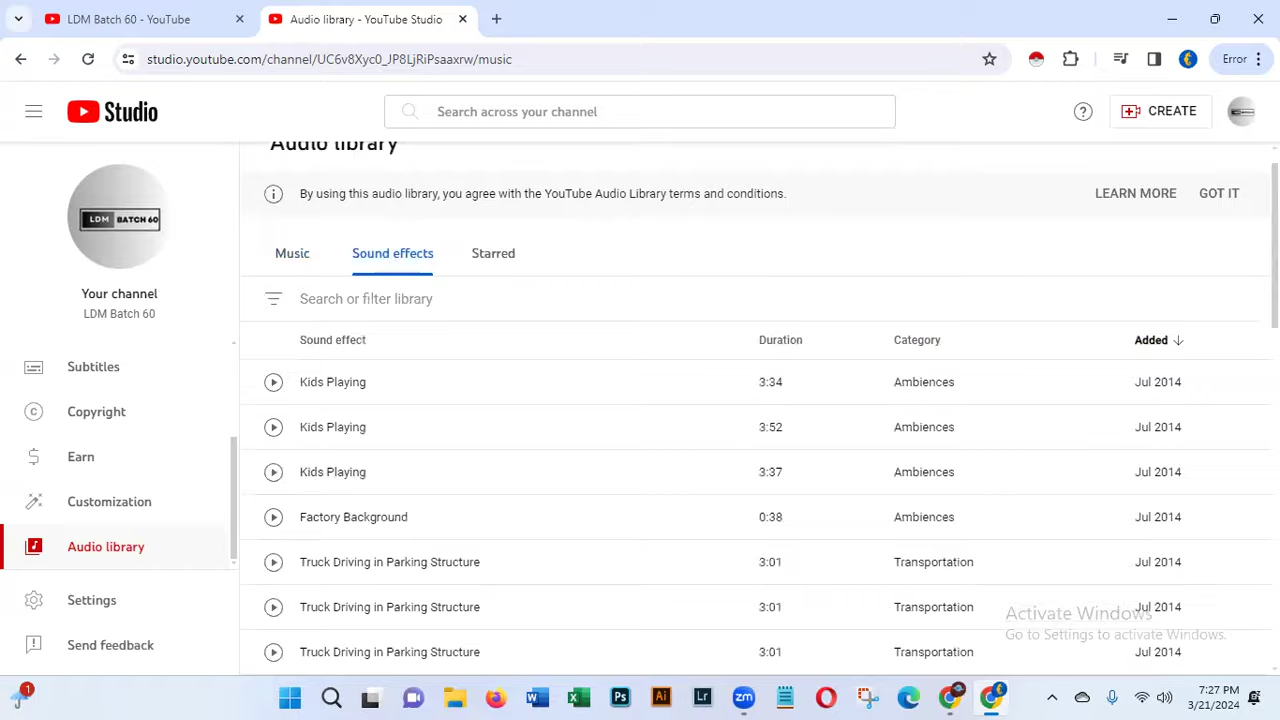 LDM Batch 60 - YouTube
Audio library - YouTube Studio
studio.youtube.com/channel/UC6v8Xyc0_JP8LjRiPsaaxrw/music
Error
Studio
Search across your channel
CREATE
Audio library
By using this audio library, you agree with the YouTube Audio Library terms and conditions.
LEARN MORE
GOT IT
LDM BATCH 60
Music
Sound effects
Starred
Your channel
LDM Batch 60
Search or filter library
Sound effect Duration Category Added
Subtitles
Copyright
Earn
Customization
Audio library
Settings
Send feedback
Kids Playing 3:34 Ambiences Jul 2014
Kids Playing 3:52 Ambiences Jul 2014
Kids Playing 3:37 Ambiences Jul 2014
Factory Background 0:38 Ambiences Jul 2014
Truck Driving in Parking Structure 3:01 Transportation Jul 2014
Truck Driving in Parking Structure 3:01 Transportation Jul 2014
Truck Driving in Parking Structure 3:01 Transportation Jul 2014
Activate Windows
Go to Settings to activate Windows.
1
Ps
Ai
Lr
zm
7:27 PM
3/21/2024